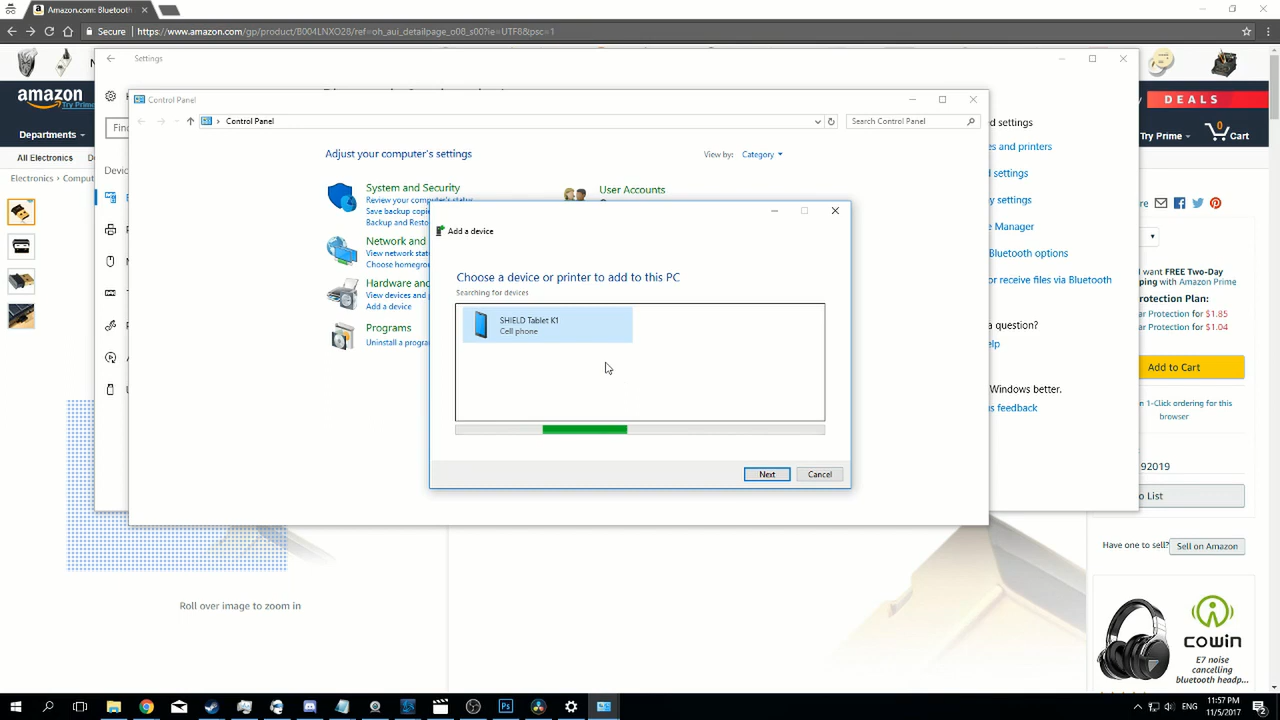 Amazon.com: Bluetooth
Secure
https://www.amazon.com/gp/product/B004LNXO28/ref=oh_aui_detailpage_o08_s00?ie=UTF8&psc=1
Settings
amazon
Try Prime
DEALS
Departments
Try Prime
0
Cart
All Electronics
Electronics › Compu
Control Panel
Control Panel
Search Control Panel
Adjust your computer's settings
View by:
Category
System and Security
Review your computer's status
Save backup copi
Backup and Resto
User Accounts
Network and
View network stat
Choose homegro
Hardware and
View devices and
Add a device
Programs
Uninstall a progra
Add a device
Choose a device or printer to add to this PC
Searching for devices
SHIELD Tablet K1
Cell phone
Next
Cancel
ed settings
es and printers
d settings
y settings
e Manager
Bluetooth options
or receive files via Bluetooth
a question?
elp
Windows better.
s feedback
re
want FREE Two-Day
ping with Amazon Prime
rotection Plan:
ar Protection for $1.85
ar Protection for $1.04
Add to Cart
n 1-Click ordering for this
browser
92019
o List
Have one to sell?
Sell on Amazon
Roll over image to zoom in
COWIN
E7 noise
cancelling
bluetooth headp...
ENG
11:57 PM
11/5/2017
2